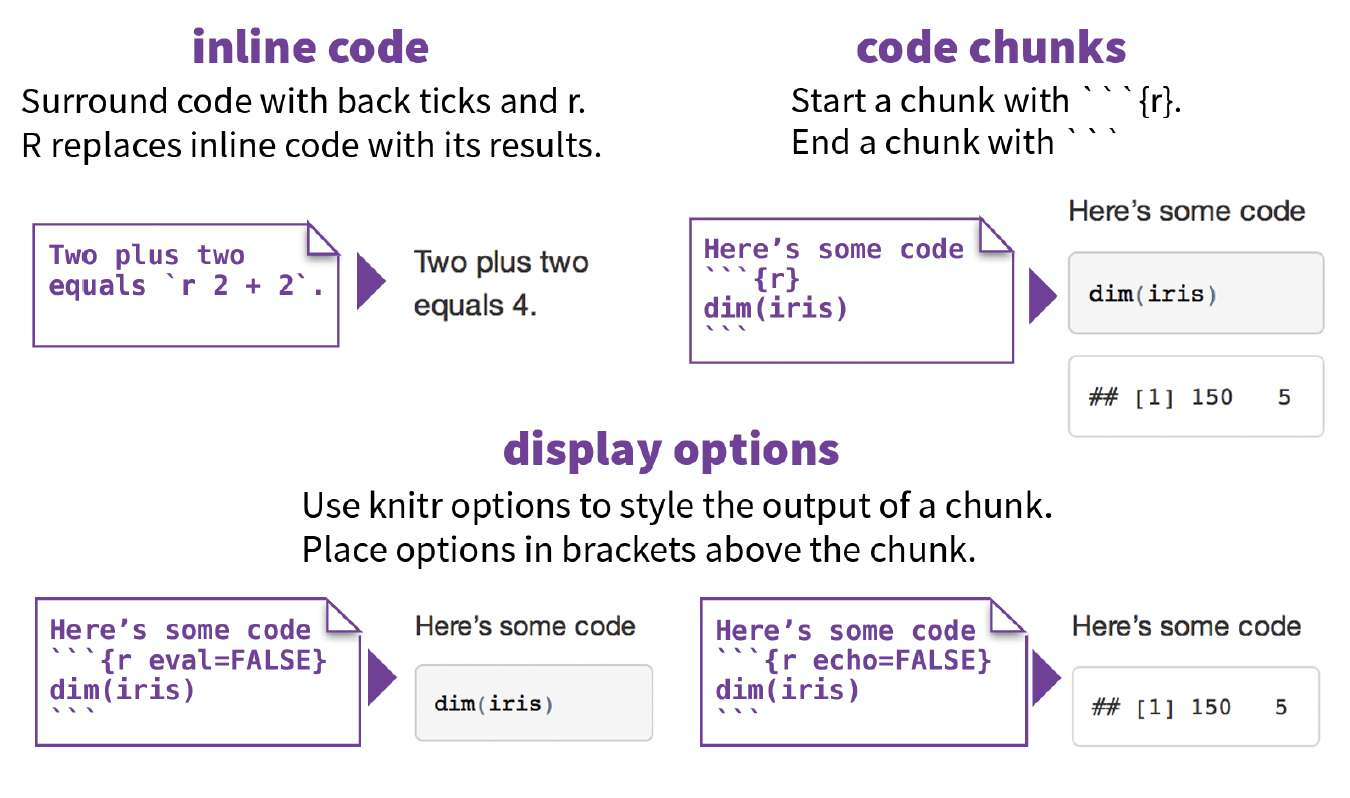 inline code
Surround code with back ticks and r.
R replaces inline code with its results.
Two plus two
equals `r 2 + 2`.
Two plus two
equals 4.
code chunks
Start a chunk with ```{r}.
End a chunk with ```
Here’s some code
```{r}
dim(iris)
```
Here’s some code
dim(iris)
## [1] 150   5
display options
Use knitr options to style the output of a chunk.
Place options in brackets above the chunk.
Here’s some code
```{r eval=FALSE}
dim(iris)
```
Here’s some code
dim(iris)
Here’s some code
```{r echo=FALSE}
dim(iris)
```
Here’s some code
## [1] 150   5